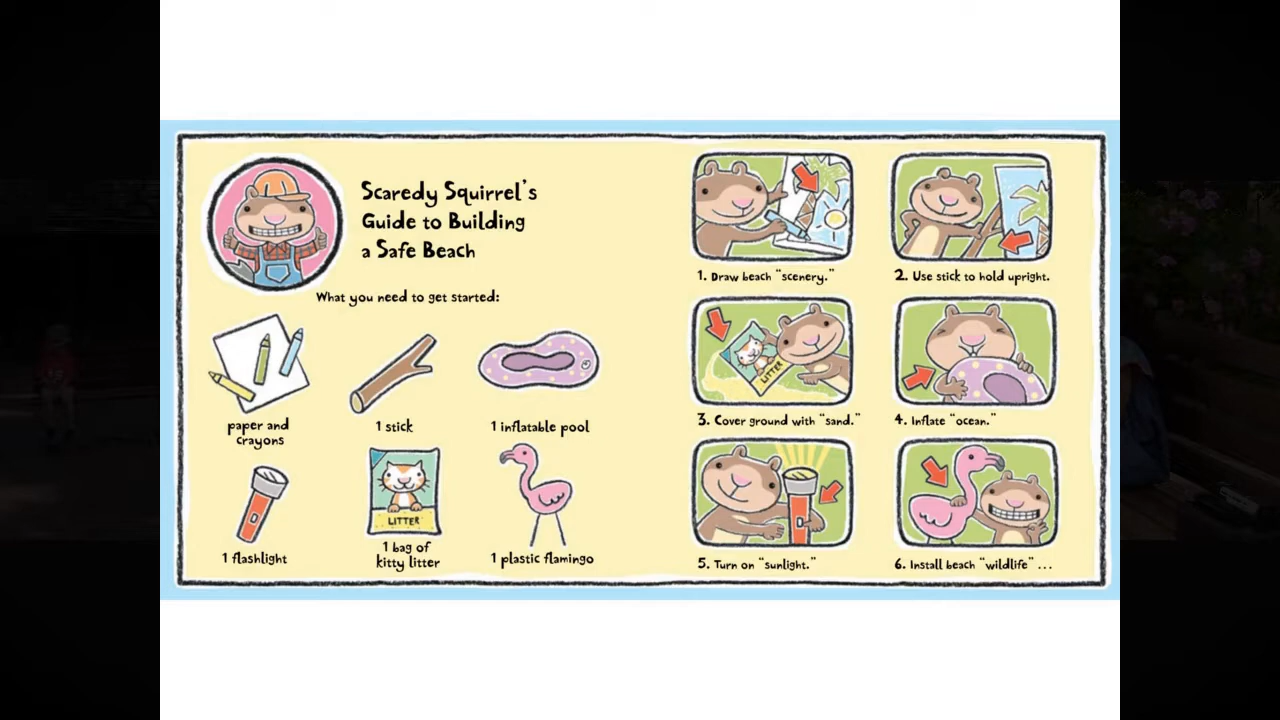 Scaredy Squirrel's
Guide to Building
a Safe Beach
What you need to get started:
paper and
crayons
1 stick
1 inflatable pool
1 flashlight
LITTER
1 bag of
kitty litter
1 plastic flamingo
1. Draw beach "scenery."
2. Use stick to hold upright.
LITTER
3. Cover ground with "sand."
4. Inflate "ocean."
5. Turn on "sunlight."
6. Install beach "wildlife" ...